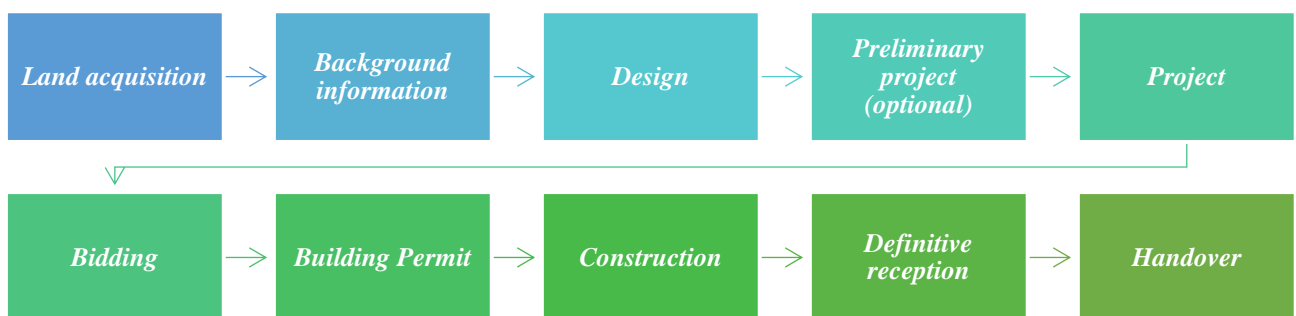 Land acquisition
Background
information
Design
Preliminary
project
(optional)
Project
Bidding
Building Permit
Construction
Definitive
reception
Handover